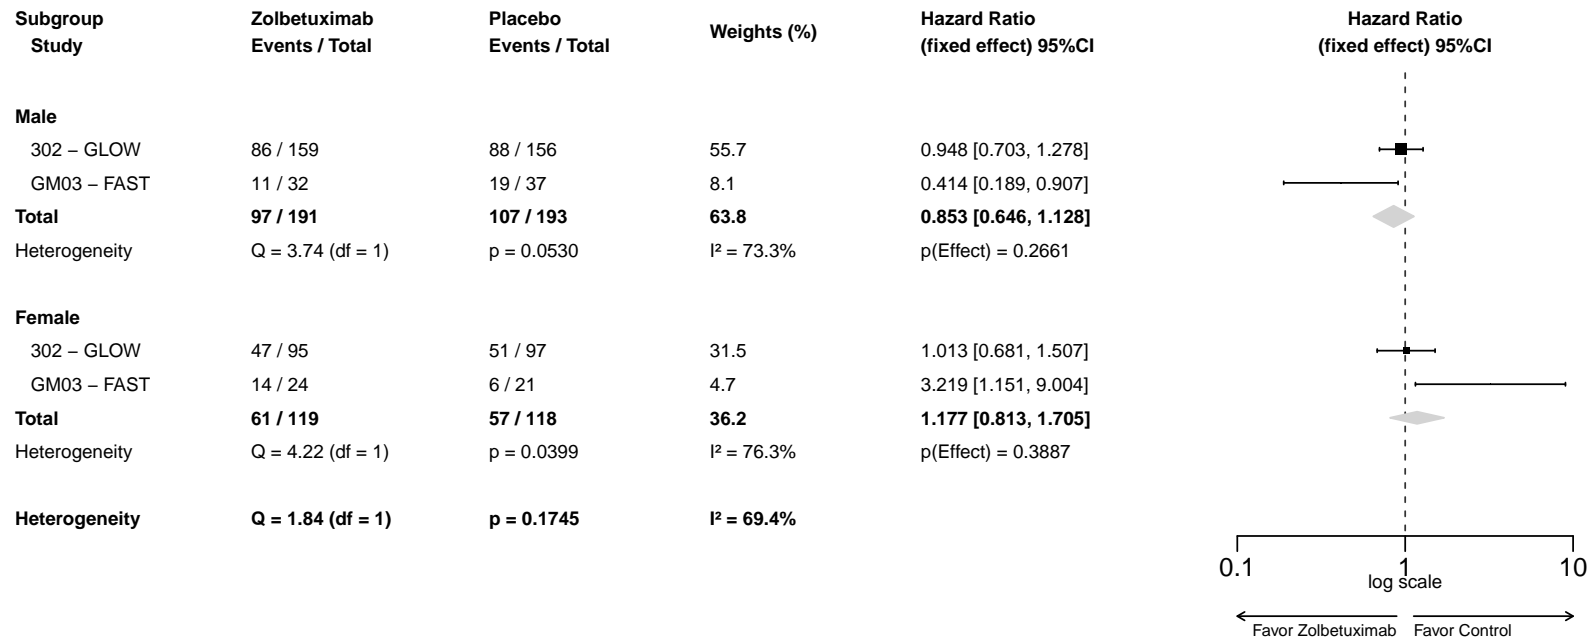 Subgroup Zolbetuximab Placebo Weights (%) Hazard Ratio Hazard Ratio
Study Events / Total Events / Total (fixed effect) 95%CI (fixed effect) 95%CI
Male
302 − GLOW 86 / 159 88 / 156 55.7 0.948 [0.703, 1.278]
GM03 − FAST 11 / 32 19 / 37 8.1 0.414 [0.189, 0.907]
Total 97 / 191 107 / 193 63.8 0.853 [0.646, 1.128]
Heterogeneity Q = 3.74 (df = 1) p = 0.0530 I² = 73.3% p(Effect) = 0.2661
Female
302 − GLOW 47 / 95 51 / 97 31.5 1.013 [0.681, 1.507]
GM03 − FAST 14 / 24 6 / 21 4.7 3.219 [1.151, 9.004]
Total 61 / 119 57 / 118 36.2 1.177 [0.813, 1.705]
Heterogeneity Q = 4.22 (df = 1) p = 0.0399 I² = 76.3% p(Effect) = 0.3887
Heterogeneity Q = 1.84 (df = 1) p = 0.1745 I² = 69.4%
0.1 1 10
log scale
Favor Zolbetuximab Favor Control